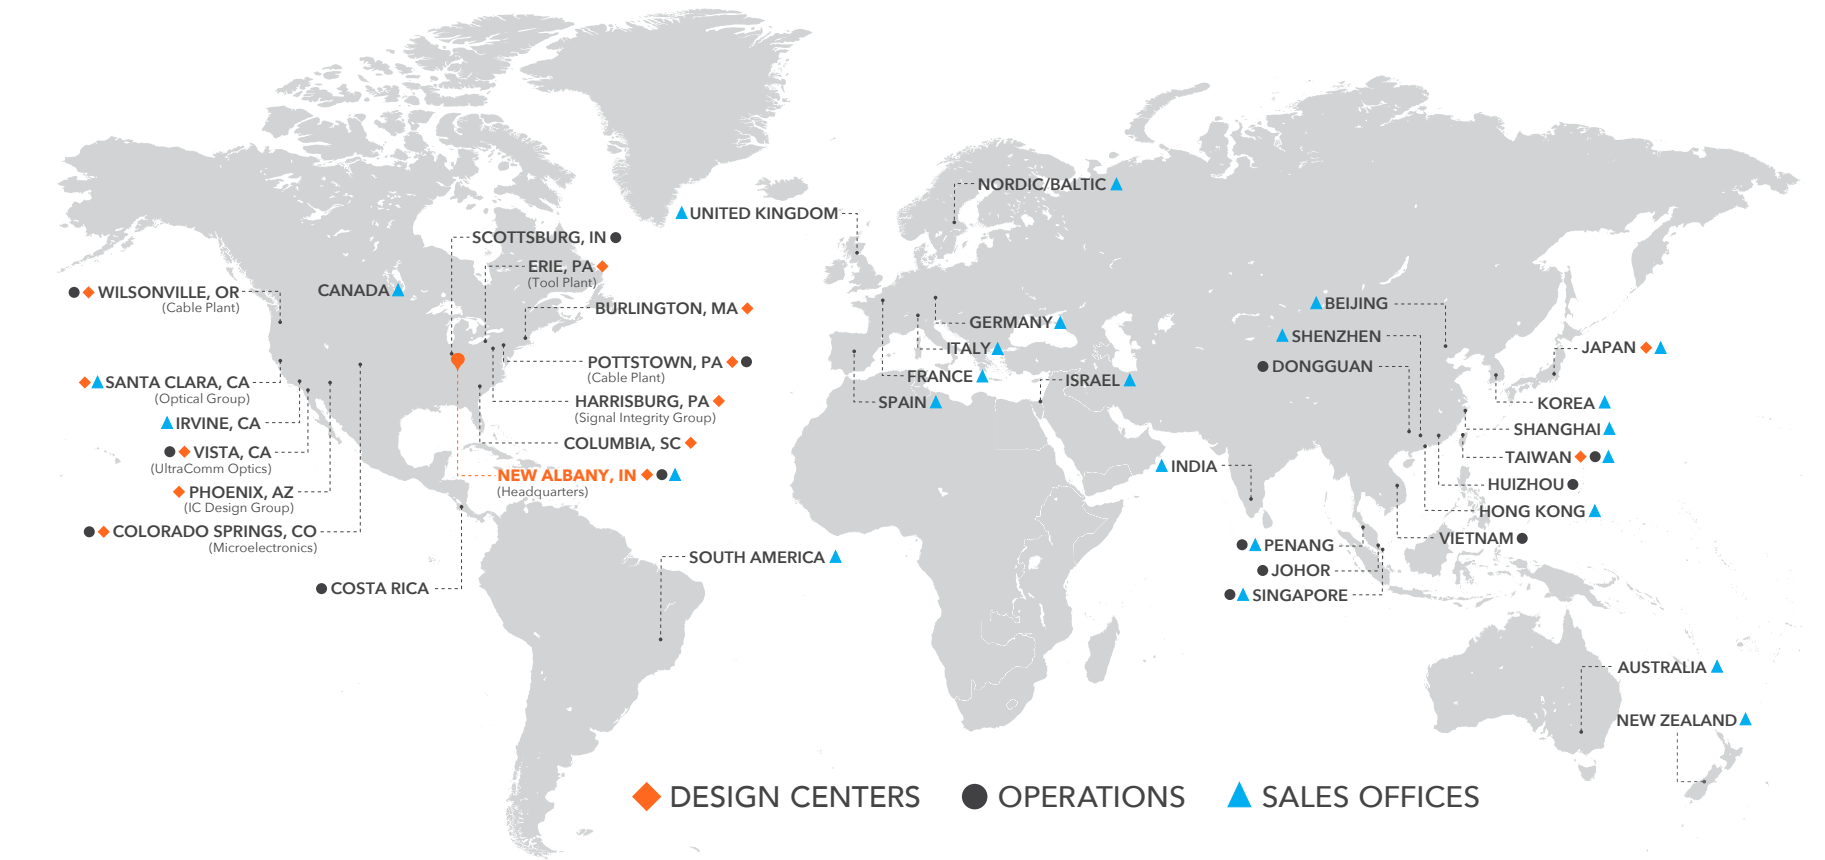 NORDIC/BALTIC
UNITED KINGDOM
SCOTTSBURG, IN
ERIE, PA
(Tool Plant)
WILSONVILLE, OR
(Cable Plant)
CANADA
BURLINGTON, MA
GERMANY
ITALY
FRANCE
SPAIN
ISRAEL
BEIJING
SHENZHEN
DONGGUAN
JAPAN
POTTSTOWN, PA
(Cable Plant)
SANTA CLARA, CA
(Optical Group)
HARRISBURG, PA
(Signal Integrity Group)
IRVINE, CA
COLUMBIA, SC
VISTA, CA
(UltraComm Optics)
NEW ALBANY, IN
(Headquarters)
PHOENIX, AZ
(IC Design Group)
COLORADO SPRINGS, CO
(Microelectronics)
COSTA RICA
SOUTH AMERICA
KOREA
SHANGHAI
TAIWAN
INDIA
HUIZHOU
HONG KONG
VIETNAM
PENANG
JOHOR
SINGAPORE
AUSTRALIA
NEW ZEALAND
DESIGN CENTERS
OPERATIONS
SALES OFFICES